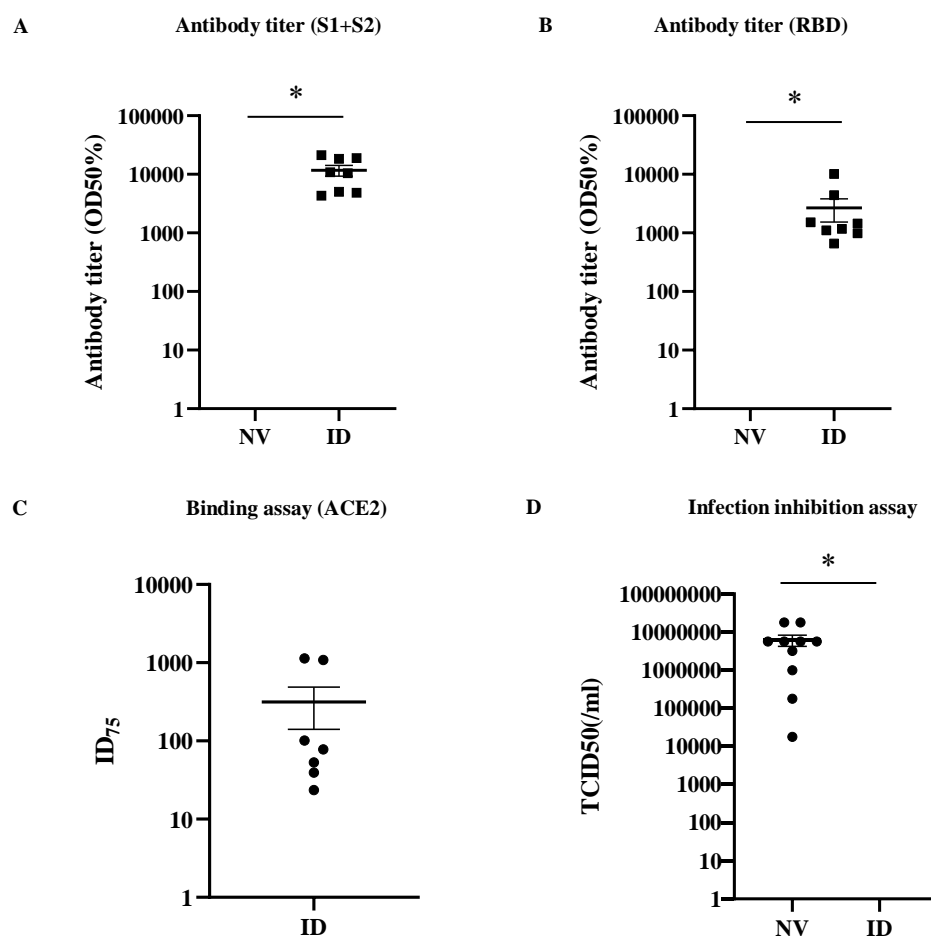 A
Antibody titer (S1+S2)
*
Antibody titer (OD50%)
100000
10000
1000
100
10
1
NV
ID
B
Antibody titer (RBD)
*
Antibody titer (OD50%)
100000
10000
1000
100
10
1
NV
ID
C
Binding assay (ACE2)
ID75
10000
1000
100
10
1
ID
D
Infection inhibition assay
*
TCID50(/ml)
100000000
10000000
1000000
100000
10000
1000
100
10
1
NV
ID